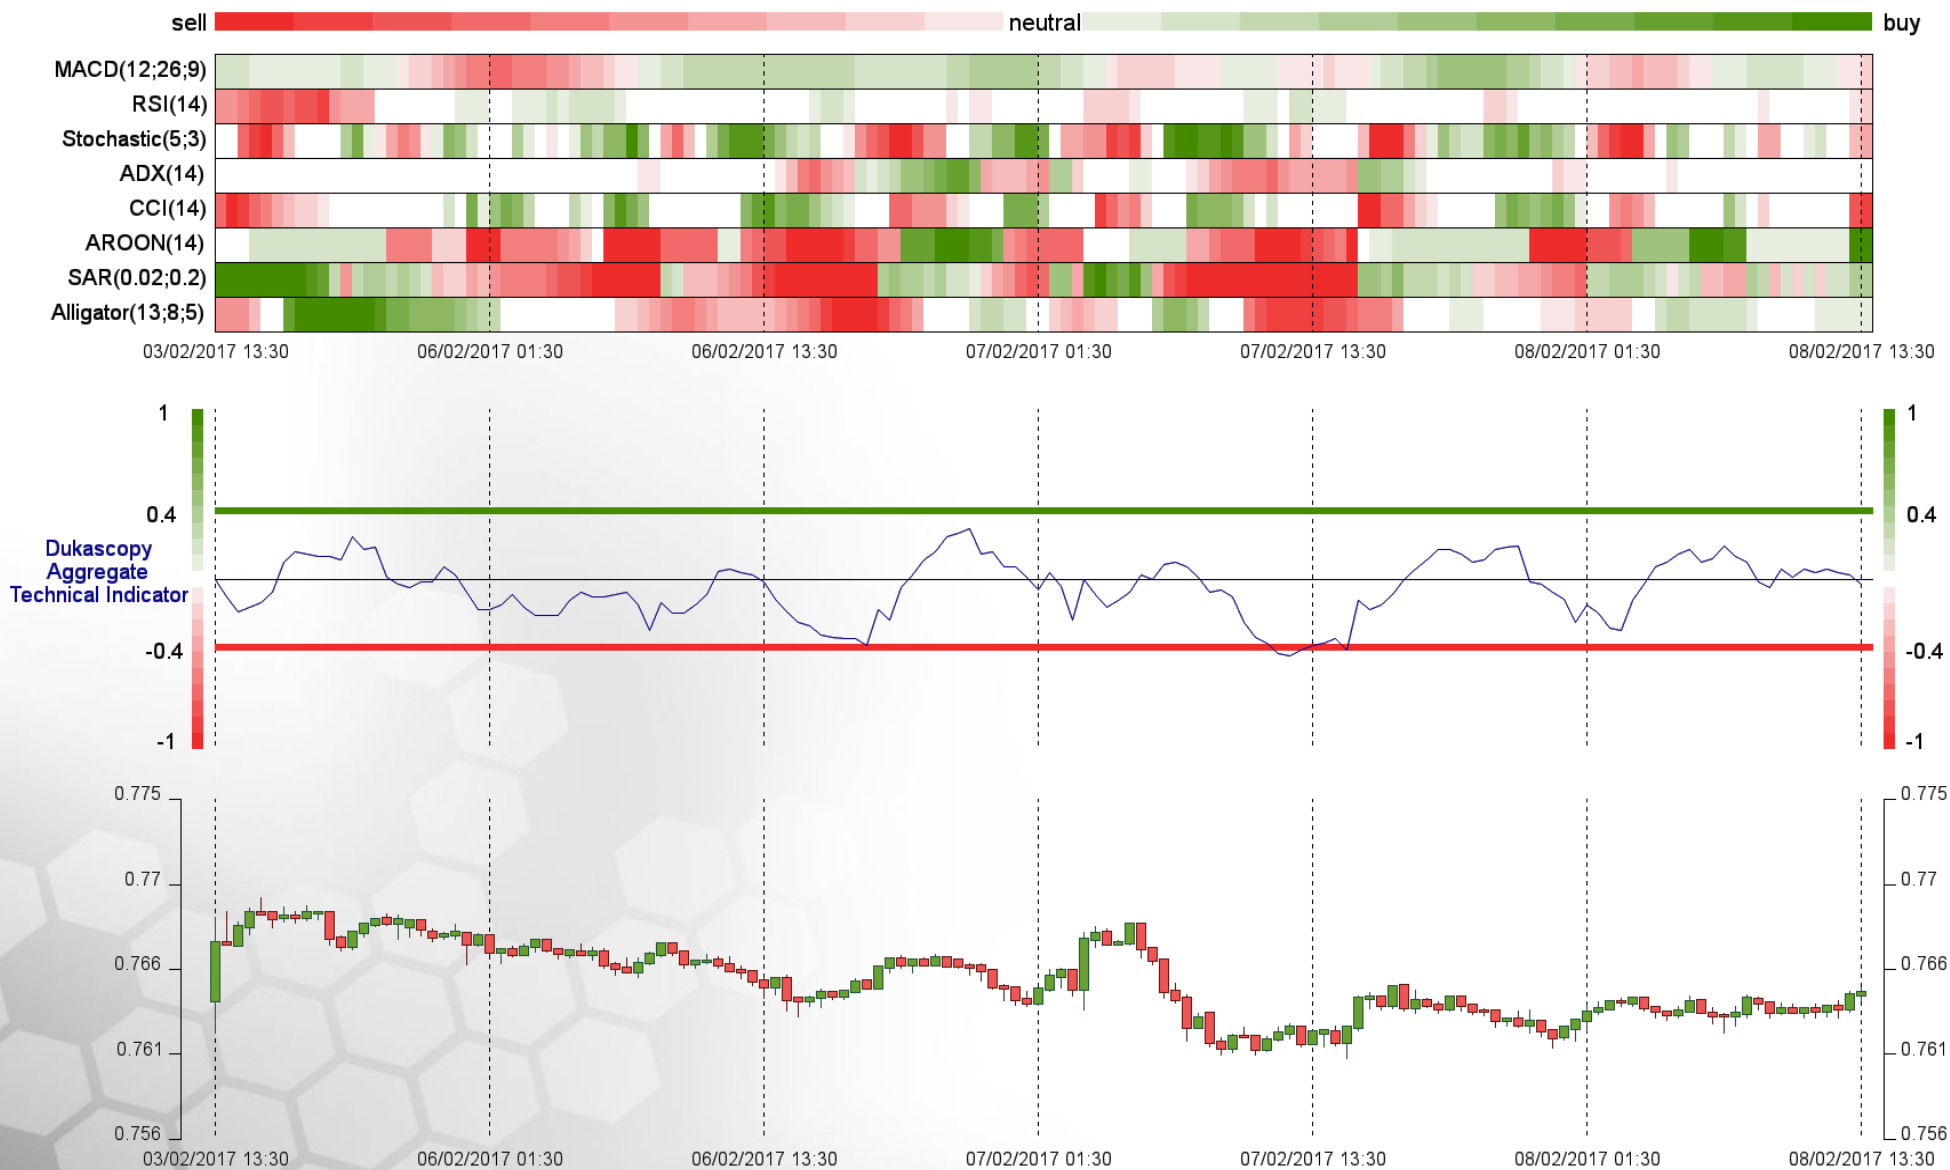 sell neutral buy
MACD(12;26;9)
RSI(14)
Stochastic(5;3)
ADX(14)
CCI(14)
AROON(14)
SAR(0.02;0.2)
Alligator(13;8;5)
03/02/2017 13:30 06/02/2017 01:30 06/02/2017 13:30 07/02/2017 01:30 07/02/2017 13:30 08/02/2017 01:30 08/02/2017 13:30
1 1
0.4 0.4
Dukascopy
Aggregate
Technical Indicator
-0.4 -0.4
-1 -1
0.775 0.775
0.77 0.77
0.766 0.766
0.761 0.761
0.756 0.756
03/02/2017 13:30 06/02/2017 01:30 06/02/2017 13:30 07/02/2017 01:30 07/02/2017 13:30 08/02/2017 01:30 08/02/2017 13:30